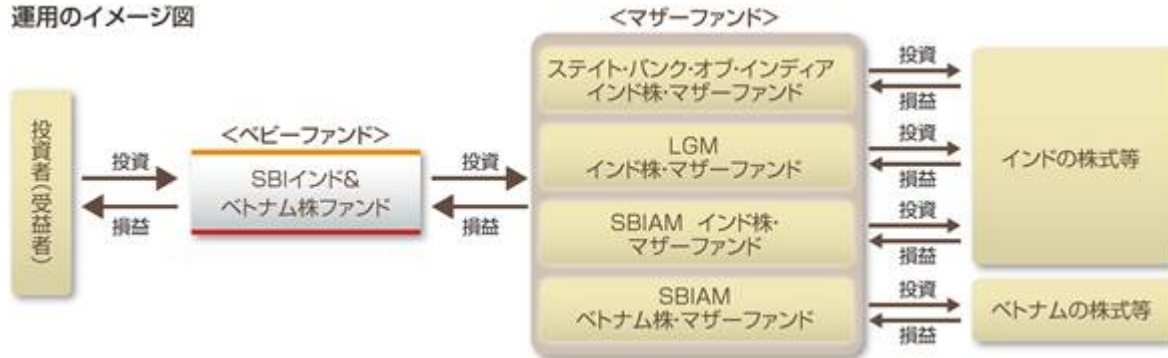 運用のイメージ図
投資者(受益者)
投資
損益
<ベビーファンド>
SBIインド&
ベトナム株ファンド
投資
損益
<マザーファンド>
ステイト・バンク・オブ・インディア
インド株・マザーファンド
LGM
インド株・マザーファンド
SBIAM インド株・
マザーファンド
SBIAM
ベトナム株・マザーファンド
投資
損益
投資
損益
投資
損益
投資
損益
インドの株式等
ベトナムの株式等